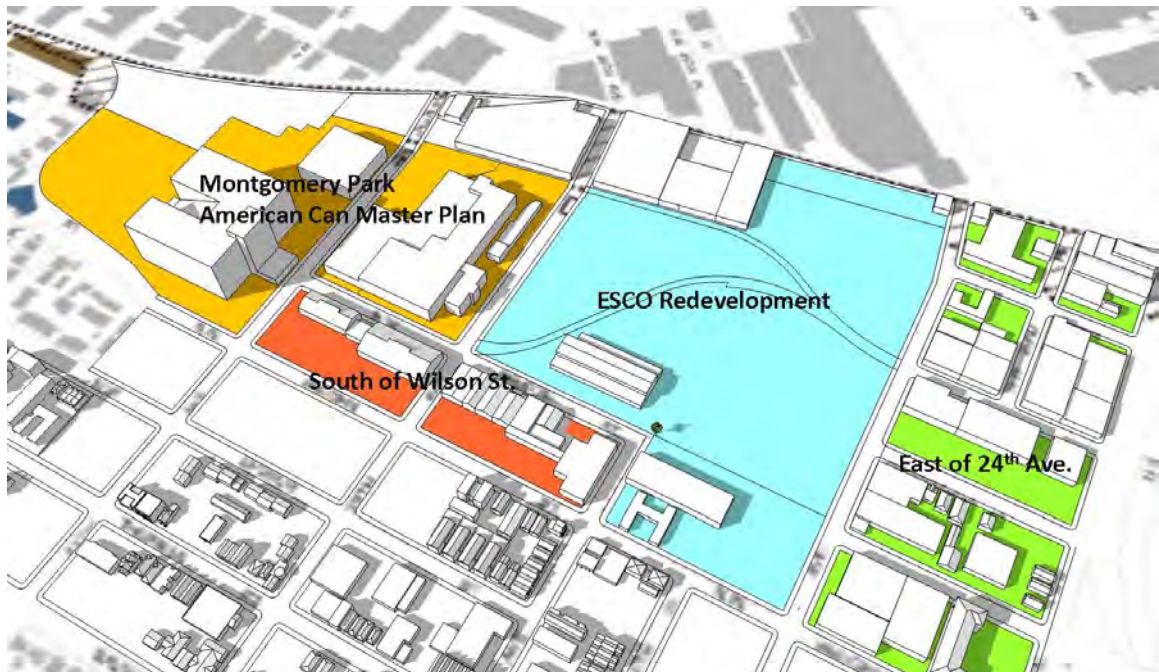 Montgomery Park
American Can Master Plan
ESCO Redevelopment
South of Wilson St.
East of 24th Ave.